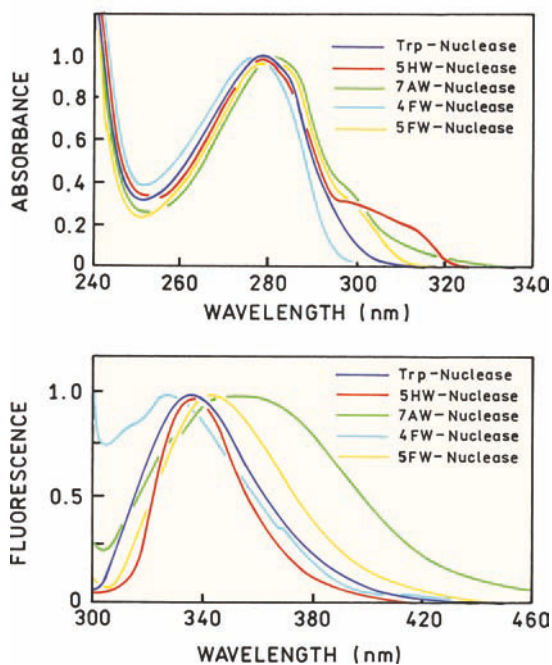 ABSORBANCE
1.0
0.8
0.6
0.4
0.2
0
240
260
280
300
320
340
WAVELENGTH (nm)
Trp-Nuclease
5HW-Nuclease
7AW-Nuclease
4FW-Nuclease
5FW-Nuclease
FLUORESCENCE
1.0
0.5
0
300
340
380
420
460
WAVELENGTH (nm)
Trp-Nuclease
5HW-Nuclease
7AW-Nuclease
4FW-Nuclease
5FW-Nuclease